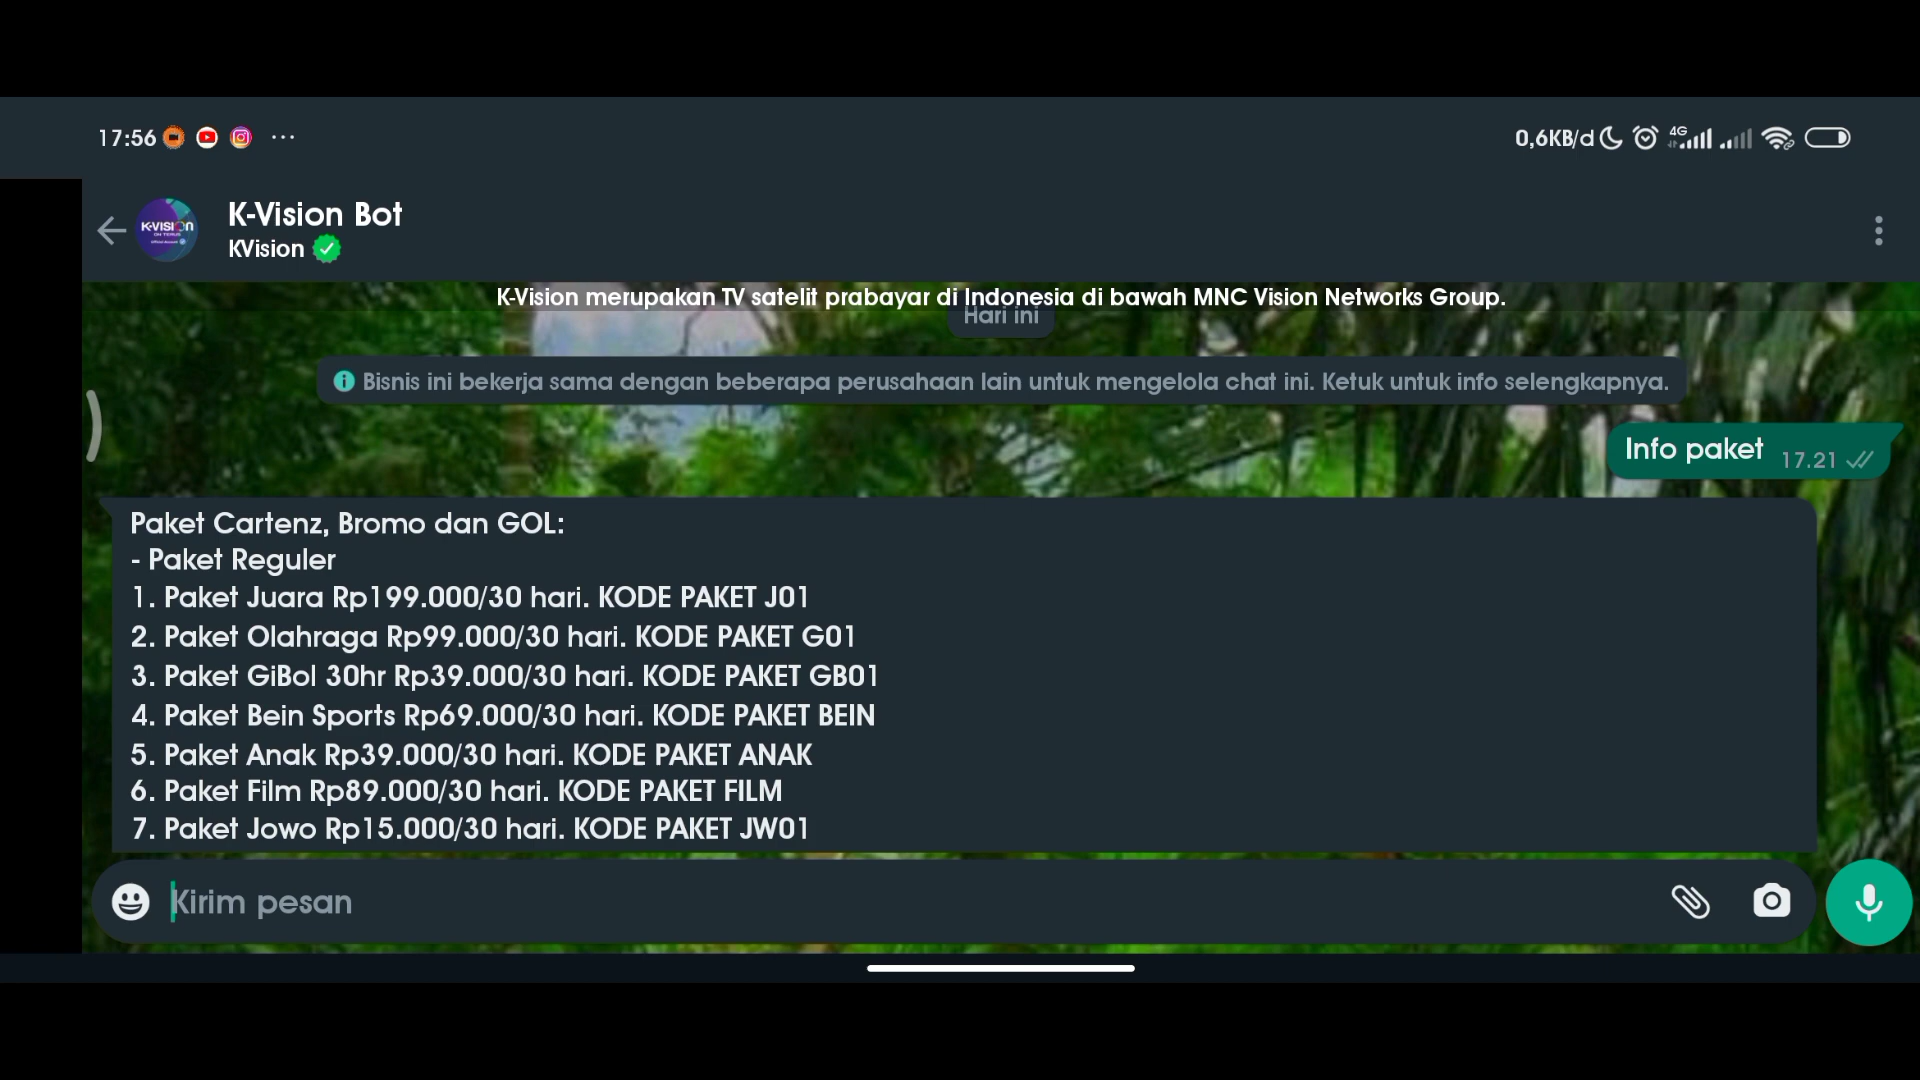 17:56
0,6KB/d
4G
K-VISION
K-Vision Bot
KVision
K-Vision merupakan TV satelit prabayar di Indonesia di bawah MNC Vision Networks Group.
Hari ini
Bisnis ini bekerja sama dengan beberapa perusahaan lain untuk mengelola chat ini. Ketuk untuk info selengkapnya.
Info paket 17.21
Paket Cartenz, Bromo dan GOL:
- Paket Reguler
1. Paket Juara Rp199.000/30 hari. KODE PAKET J01
2. Paket Olahraga Rp99.000/30 hari. KODE PAKET G01
3. Paket GiBol 30hr Rp39.000/30 hari. KODE PAKET GB01
4. Paket Bein Sports Rp69.000/30 hari. KODE PAKET BEIN
5. Paket Anak Rp39.000/30 hari. KODE PAKET ANAK
6. Paket Film Rp89.000/30 hari. KODE PAKET FILM
7. Paket Jowo Rp15.000/30 hari. KODE PAKET JW01
Kirim pesan